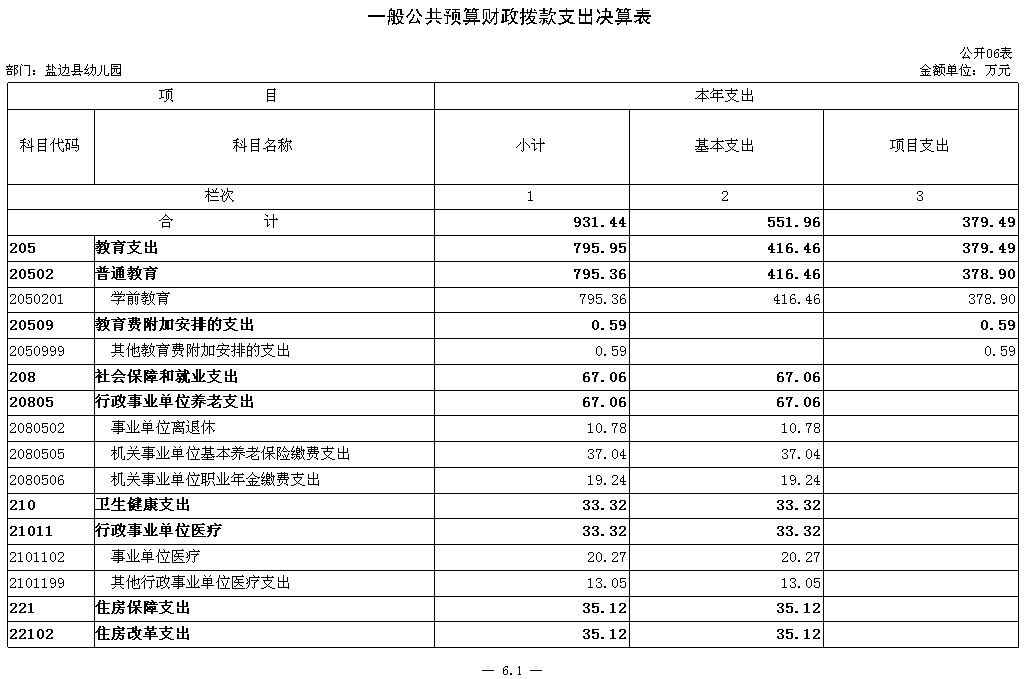 一般公共预算财政拨款支出决算表
公开06表
部门：盐边县幼儿园 金额单位：万元
项 目 本年支出
科目代码 科目名称 小计 基本支出 项目支出
栏次 1 2 3
合 计 931.44 551.96 379.49
205 教育支出 795.95 416.46 379.49
20502 普通教育 795.36 416.46 378.90
2050201 学前教育 795.36 416.46 378.90
20509 教育费附加安排的支出 0.59 0.59
2050999 其他教育费附加安排的支出 0.59 0.59
208 社会保障和就业支出 67.06 67.06
20805 行政事业单位养老支出 67.06 67.06
2080502 事业单位离退休 10.78 10.78
2080505 机关事业单位基本养老保险缴费支出 37.04 37.04
2080506 机关事业单位职业年金缴费支出 19.24 19.24
210 卫生健康支出 33.32 33.32
21011 行政事业单位医疗 33.32 33.32
2101102 事业单位医疗 20.27 20.27
2101199 其他行政事业单位医疗支出 13.05 13.05
221 住房保障支出 35.12 35.12
22102 住房改革支出 35.12 35.12
— 6.1 —